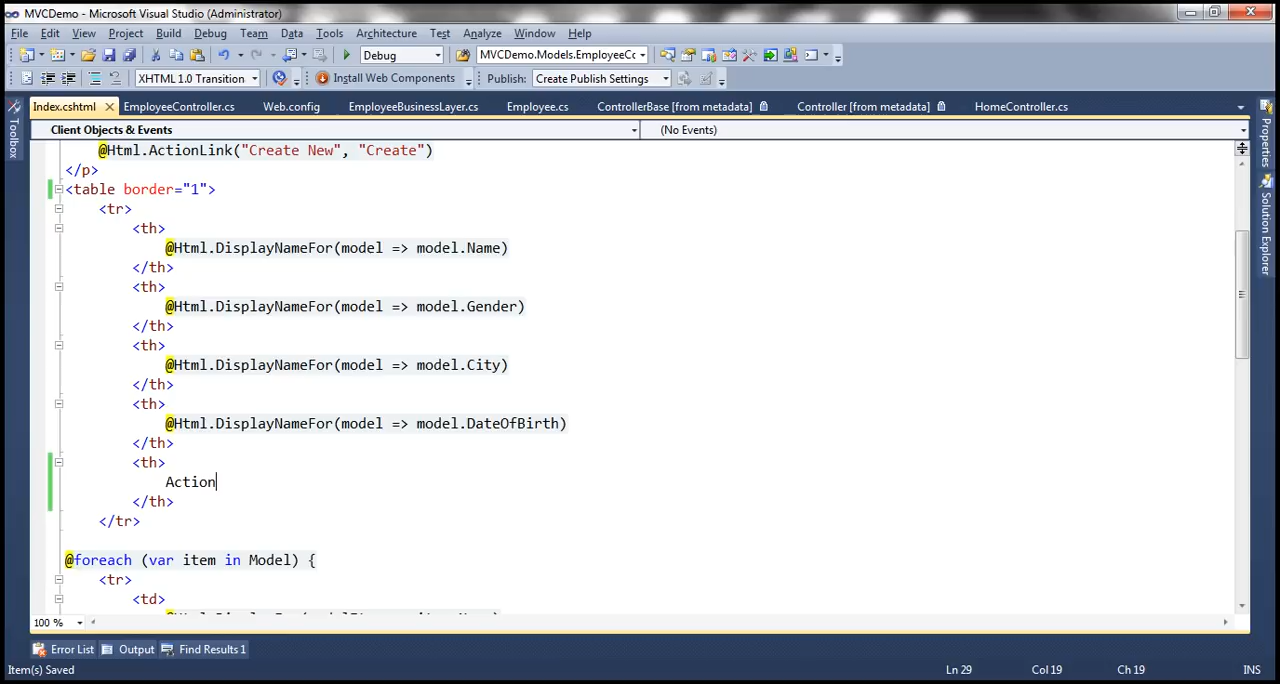 MVCDemo - Microsoft Visual Studio (Administrator)
File Edit View Project Build Debug Team Data Tools Architecture Test Analyze Window Help
Debug MVCDemo.Models.EmployeeCc
XHTML 1.0 Transition Install Web Components Publish: Create Publish Settings
Index.cshtml EmployeeController.cs Web.config EmployeeBusinessLayer.cs Employee.cs ControllerBase [from metadata] Controller [from metadata] HomeController.cs
Toolbox
Properties
Solution Explorer
Client Objects & Events (No Events)
@Html.ActionLink("Create New", "Create")
</p>
<table border="1">
<tr>
<th>
@Html.DisplayNameFor(model => model.Name)
</th>
<th>
@Html.DisplayNameFor(model => model.Gender)
</th>
<th>
@Html.DisplayNameFor(model => model.City)
</th>
<th>
@Html.DisplayNameFor(model => model.DateOfBirth)
</th>
<th>
Action
</th>
</tr>
@foreach (var item in Model) {
<tr>
<td>
100 %
Error List Output Find Results 1
Item(s) Saved Ln 29 Col 19 Ch 19 INS